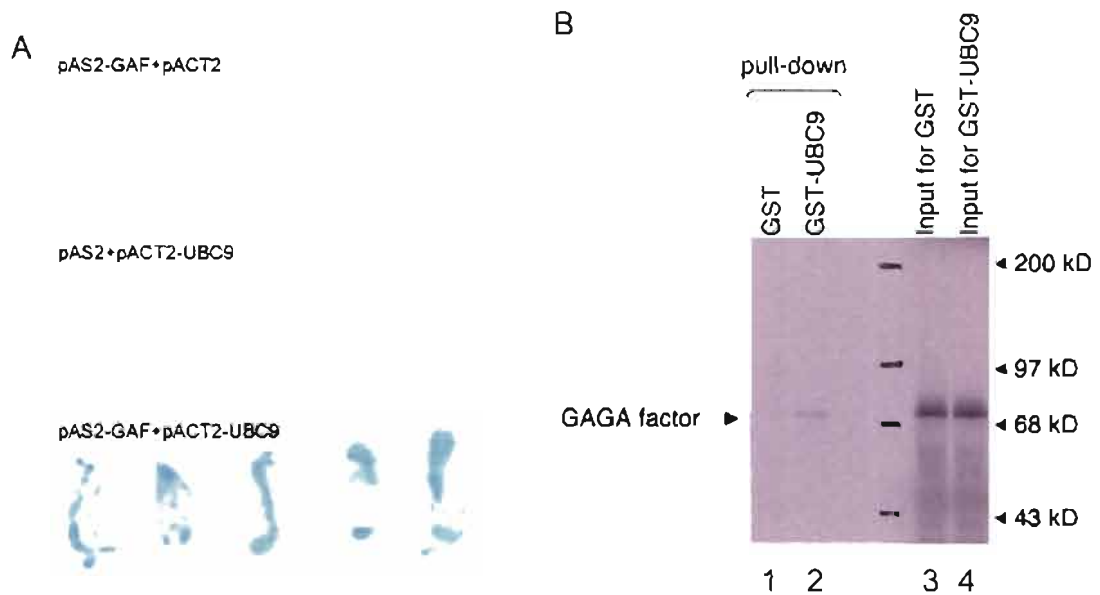 A
pAS2-GAF+pACT2
pAS2+pACT2-UBC9
pAS2-GAF+pACT2-UBC9
B
pull-down
GST
GST-UBC9
Input for GST
Input for GST-UBC9
200 kD
97 kD
GAGA factor
68 kD
43 kD
1 2 3 4